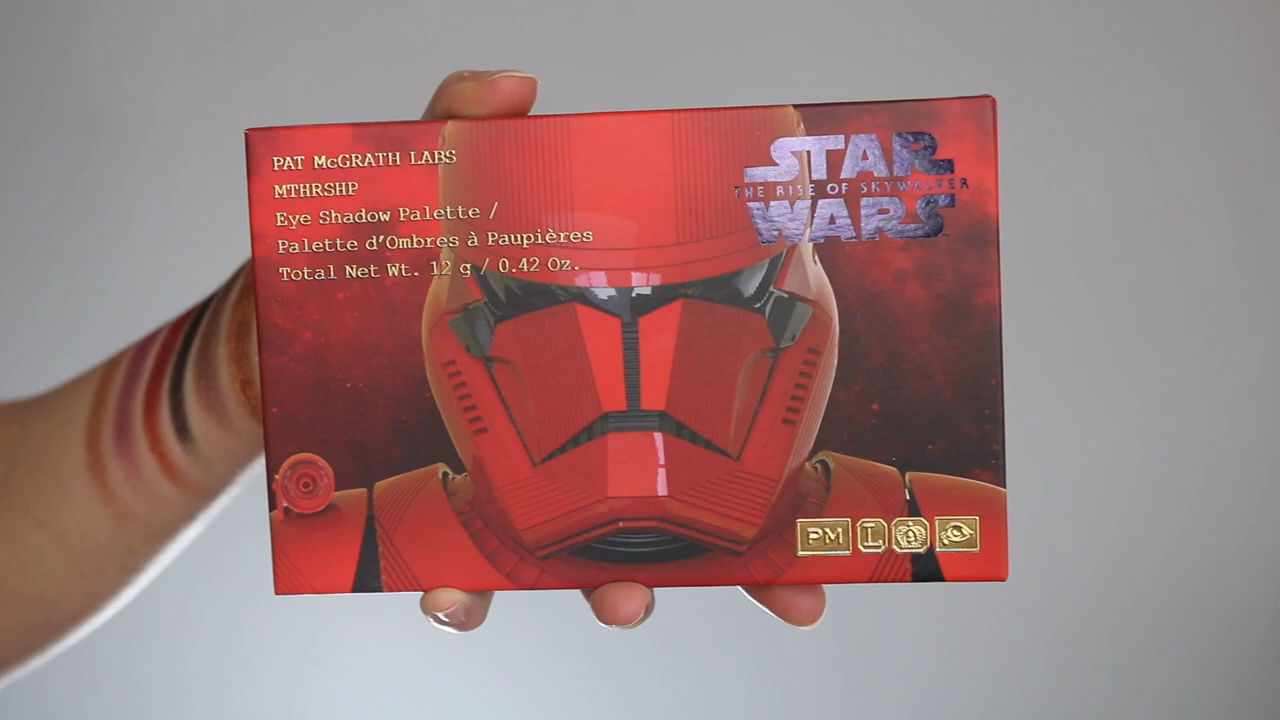 PAT McGRATH LABS
MTHRSHP
Eye Shadow Palette /
Palette d'Ombres à Paupières
Total Net Wt. 12 g / 0.42 Oz.
STAR
THE RISE OF SKYWALKER
WARS
PM L